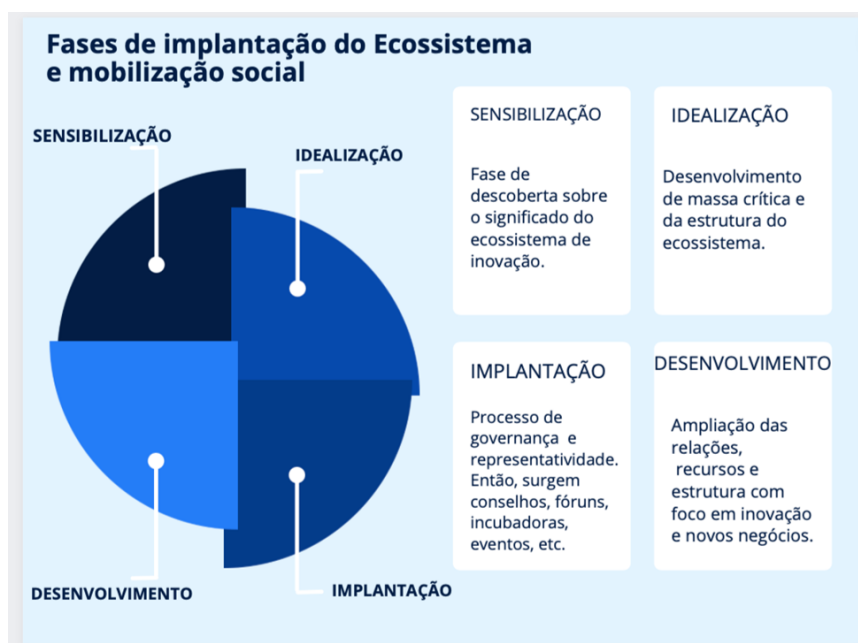 Fases de implantação do Ecossistema
e mobilização social
SENSIBILIZAÇÃO
IDEALIZAÇÃO
DESENVOLVIMENTO
IMPLANTAÇÃO
SENSIBILIZAÇÃO
Fase de
descoberta sobre
o significado do
ecossistema de
inovação.
IDEALIZAÇÃO
Desenvolvimento
de massa crítica e
da estrutura do
ecossistema.
IMPLANTAÇÃO
Processo de
governança e
representatividade.
Então, surgem
conselhos, fóruns,
incubadoras,
eventos, etc.
DESENVOLVIMENTO
Ampliação das
relações,
recursos e
estrutura com
foco em inovação
e novos negócios.